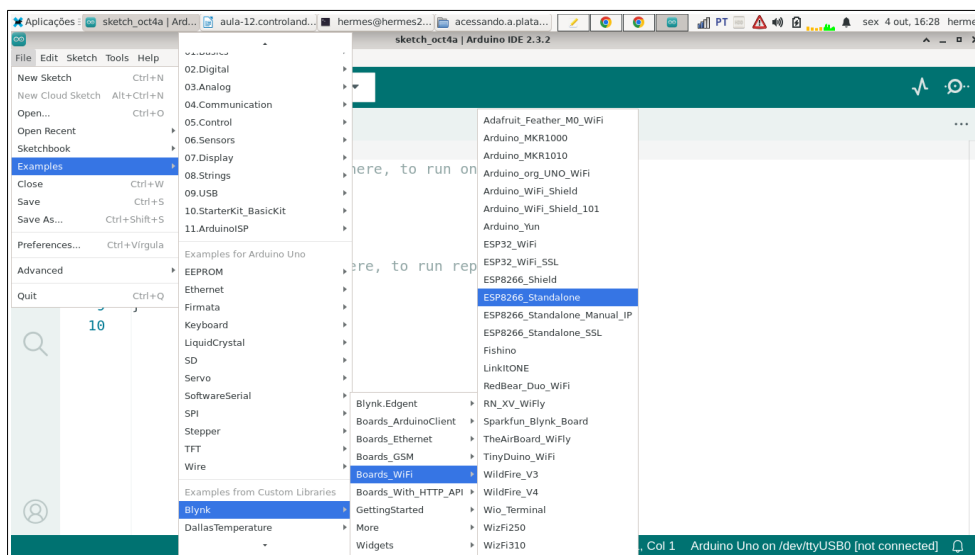 Aplicações
sketch_oct4a | Ard...
aula-12.controland...
hermes@hermes2...
acessando.a.plata...
PT
sex 4 out, 16:28
herme
sketch_oct4a | Arduino IDE 2.3.2
File Edit Sketch Tools Help
New Sketch Ctrl+N
New Cloud Sketch Alt+Ctrl+N
Open... Ctrl+O
Open Recent
Sketchbook
Examples
Close Ctrl+W
Save Ctrl+S
Save As... Ctrl+Shift+S
Preferences... Ctrl+Vírgula
Advanced
Quit Ctrl+Q
01.Basics
02.Digital
03.Analog
04.Communication
05.Control
06.Sensors
07.Display
08.Strings
09.USB
10.StarterKit_BasicKit
11.ArduinoISP
Examples for Arduino Uno
EEPROM
Ethernet
Firmata
Keyboard
LiquidCrystal
SD
Servo
SoftwareSerial
SPI
Stepper
TFT
Wire
Examples from Custom Libraries
Blynk
DallasTemperature
Blynk.Edgent
Boards_ArduinoClient
Boards_Ethernet
Boards_GSM
Boards_WiFi
Boards_With_HTTP_API
GettingStarted
More
Widgets
Adafruit_Feather_M0_WiFi
Arduino_MKR1000
Arduino_MKR1010
Arduino_org_UNO_WiFi
Arduino_WiFi_Shield
Arduino_WiFi_Shield_101
Arduino_Yun
ESP32_WiFi
ESP32_WiFi_SSL
ESP8266_Shield
ESP8266_Standalone
ESP8266_Standalone_Manual_IP
ESP8266_Standalone_SSL
Fishino
LinkItONE
RedBear_Duo_WiFi
RN_XV_WiFly
Sparkfun_Blynk_Board
TheAirBoard_WiFly
TinyDuino_WiFi
WildFire_V3
WildFire_V4
Wio_Terminal
WizFi250
WizFi310
here, to run on
ere, to run rep
}
10
, Col 1 Arduino Uno on /dev/ttyUSB0 [not connected]